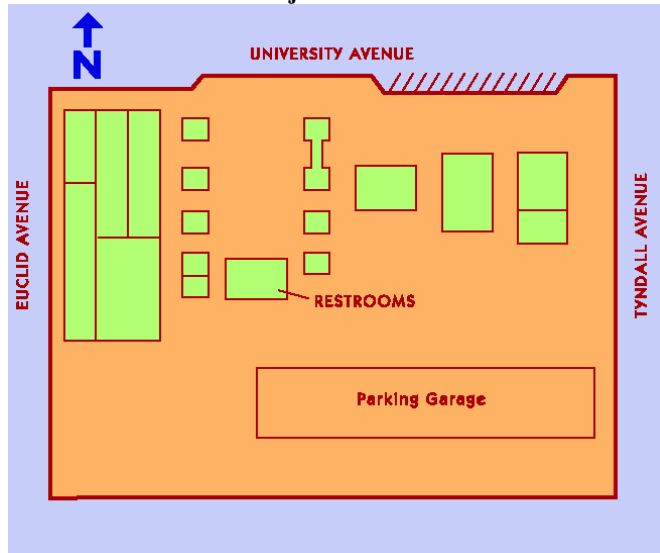 N
UNIVERSITY AVENUE
EUCLID AVENUE
TYNDALL AVENUE
RESTROOMS
Parking Garage